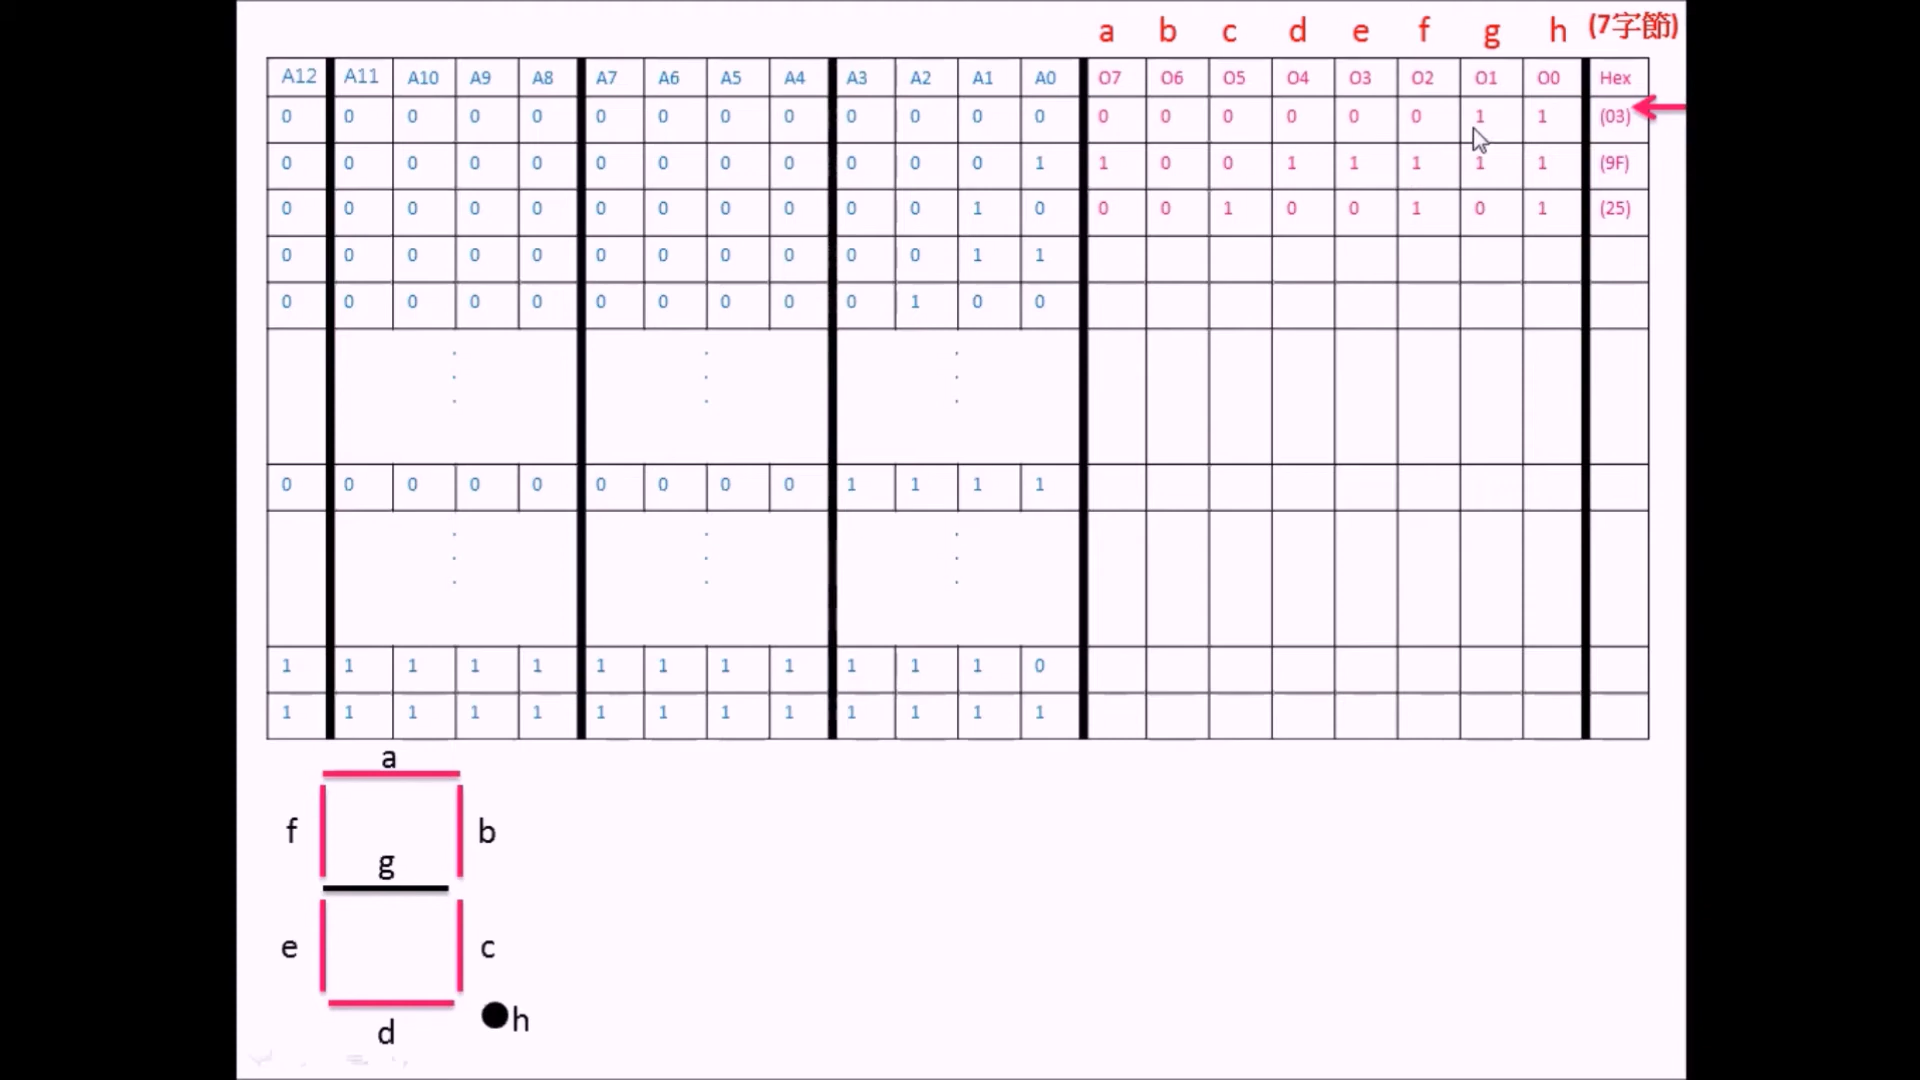 a b c d e f g h (7字節)
A12 A11 A10 A9 A8 A7 A6 A5 A4 A3 A2 A1 A0 O7 O6 O5 O4 O3 O2 O1 O0 Hex
0 0 0 0 0 0 0 0 0 0 0 0 0 0 0 0 0 0 0 1 1 (03)
0 0 0 0 0 0 0 0 0 0 0 0 1 1 0 0 1 1 1 1 1 (9F)
0 0 0 0 0 0 0 0 0 0 0 1 0 0 0 1 0 0 1 0 1 (25)
0 0 0 0 0 0 0 0 0 0 0 1 1
0 0 0 0 0 0 0 0 0 0 1 0 0
0 0 0 0 0 0 0 0 0 1 1 1 1
1 1 1 1 1 1 1 1 1 1 1 1 0
1 1 1 1 1 1 1 1 1 1 1 1 1
a
f b
g
e c
h
d